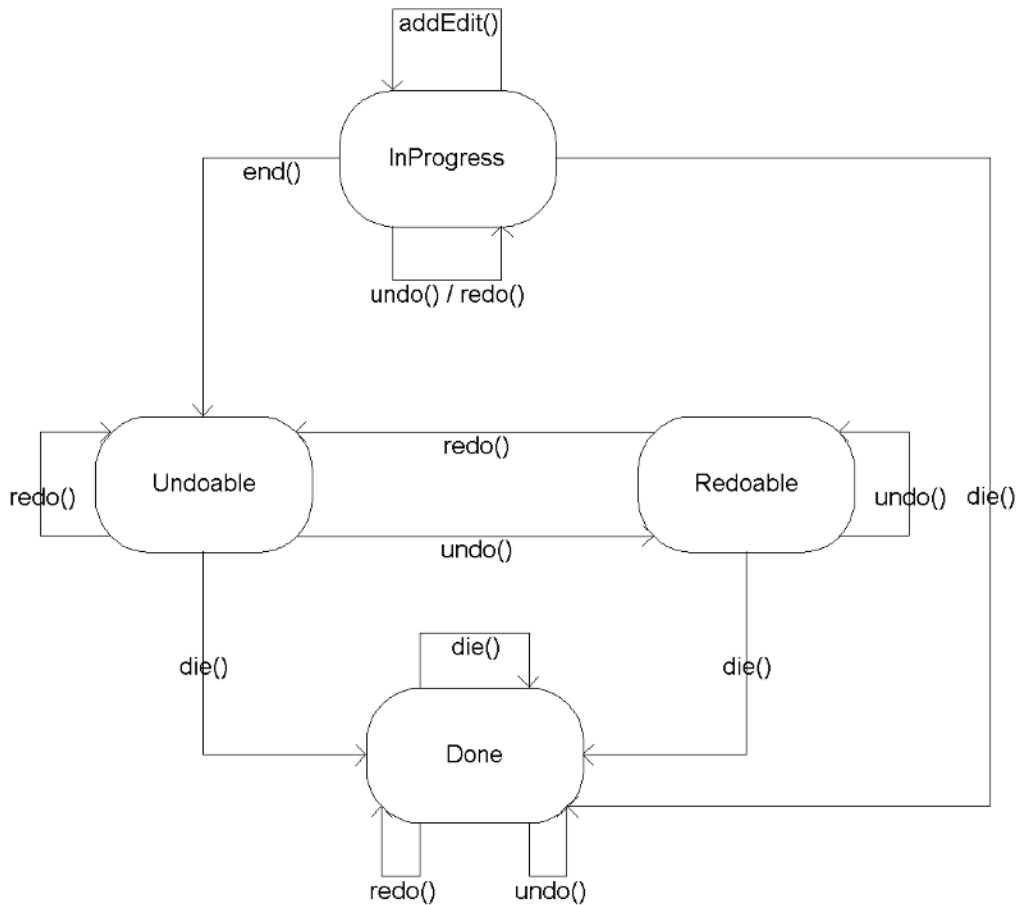 addEdit()
InProgress
end()
undo() / redo()
redo()
Undoable
Redoable
redo()
undo()
die()
undo()
die()
die()
die()
Done
redo()
undo()